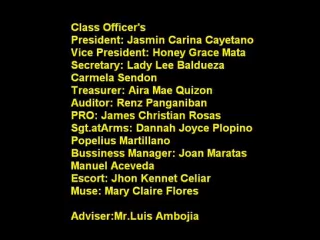 Class Officer's
President: Jasmin Carina Cayetano
Vice President: Honey Grace Mata
Secretary: Lady Lee Baldueza
Carmela Sendon
Treasurer: Aira Mae Quizon
Auditor: Renz Panganiban
PRO: James Christian Rosas
Sgt.atArms: Dannah Joyce Plopino
Popelius Martillano
Bussiness Manager: Joan Maratas
Manuel Aceveda
Escort: Jhon Kennet Celiar
Muse: Mary Claire Flores
Adviser:Mr.Luis Ambojia